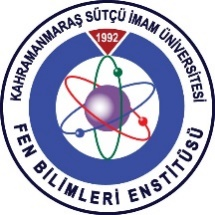 KAHRAMANMARAŞ SÜTÇÜ İMAM ÜNİVERSİTESİ
1992
FEN BİLİMLERİ ENSTİTÜSÜ